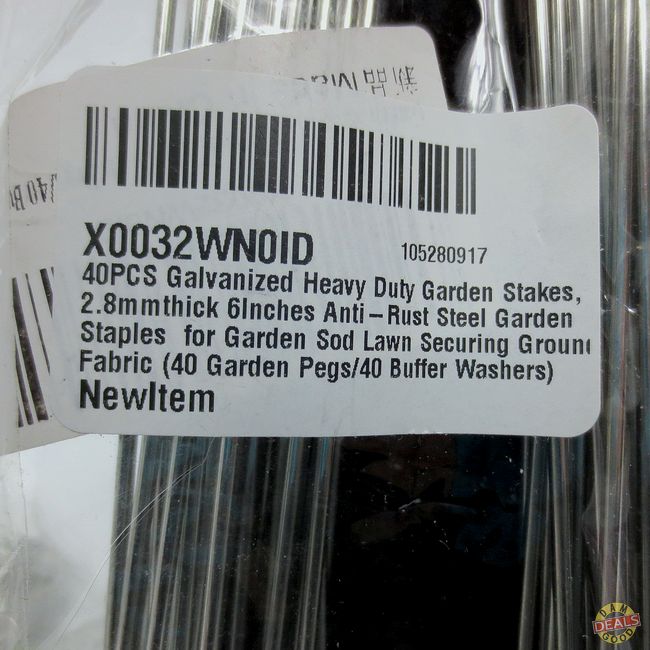 X0032WN0ID 105280917
40PCS Galvanized Heavy Duty Garden Stakes,
2.8mmthick 6Inches Anti-Rust Steel Garden
Staples for Garden Sod Lawn Securing Ground
Fabric (40 Garden Pegs/40 Buffer Washers)
NewItem
DAMN
DEALS
GOOD